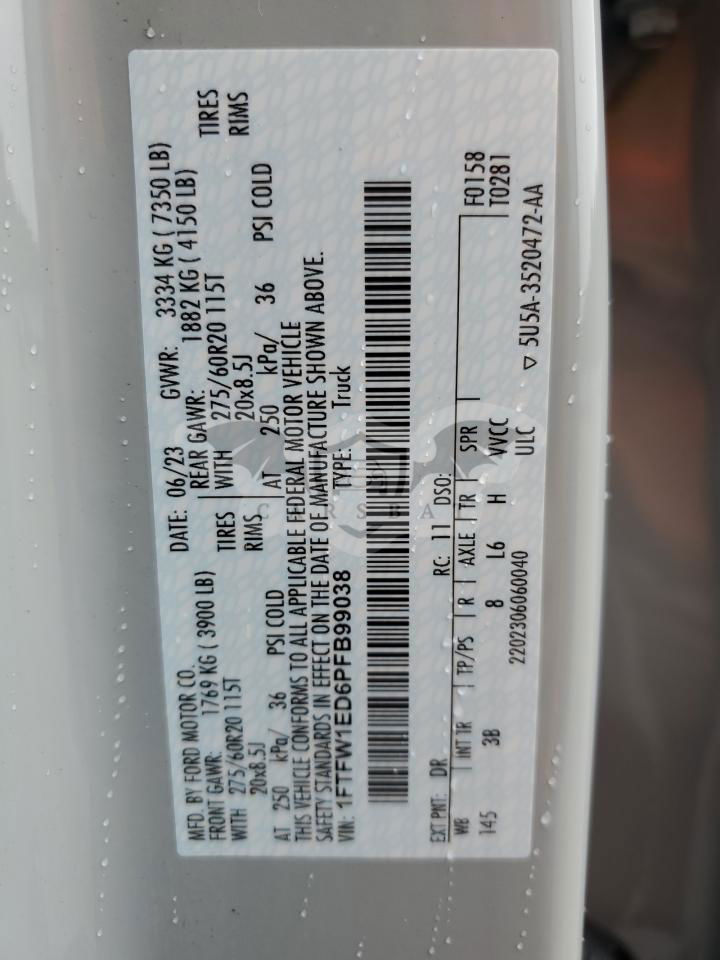 MFD. BY FORD MOTOR CO. DATE: 06/23 GVWR: 3334 KG ( 7350 LB)
FRONT GAWR: 1769 KG ( 3900 LB) REAR GAWR: 1882 KG ( 4150 LB)
WITH 275/60R20 115T TIRES WITH 275/60R20 115T TIRES
20x8.5J RIMS 20x8.5J RIMS
AT 250 kPa/ 36 PSI COLD AT 250 kPa/ 36 PSI COLD
THIS VEHICLE CONFORMS TO ALL APPLICABLE FEDERAL MOTOR VEHICLE
SAFETY STANDARDS IN EFFECT ON THE DATE OF MANUFACTURE SHOWN ABOVE.
VIN: 1FTFW1ED6PFB99038 TYPE: Truck
CARSBA
F0158
EXT PNT: DR RC: 11 DSO: T0281
WB INT TR TP/PS R AXLE TR SPR
145 3B 8 L6 H VVCC
2202306060040 ULC ▽ 5U5A-3520472-AA